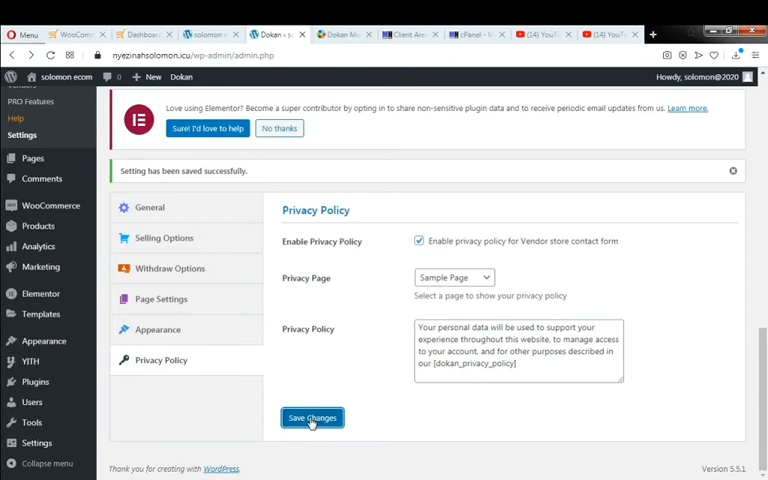 Menu
WooCom
Dashboard
solomon e
Dokan < s
Dokan Mu
Client Area
cPanel - M
(14) YouT
(14) YouT
nyezinahsolomon.icu/wp-admin/admin.php
solomon ecom
0
New
Dokan
Howdy, solomon@2020
Vendors
PRO Features
Help
Settings
Pages
Comments
WooCommerce
Products
Analytics
Marketing
Elementor
Templates
Appearance
YITH
Plugins
Users
Tools
Settings
Collapse menu
Love using Elementor? Become a super contributor by opting in to share non-sensitive plugin data and to receive periodic email updates from us. Learn more.
Sure! I'd love to help
No thanks
Setting has been saved successfully.
General
Selling Options
Withdraw Options
Page Settings
Appearance
Privacy Policy
Privacy Policy
Enable Privacy Policy
Enable privacy policy for Vendor store contact form
Privacy Page
Sample Page
Select a page to show your privacy policy
Privacy Policy
Your personal data will be used to support your
experience throughout this website, to manage access
to your account, and for other purposes described in
our [dokan_privacy_policy]
Save Changes
Thank you for creating with WordPress.
Version 5.5.1